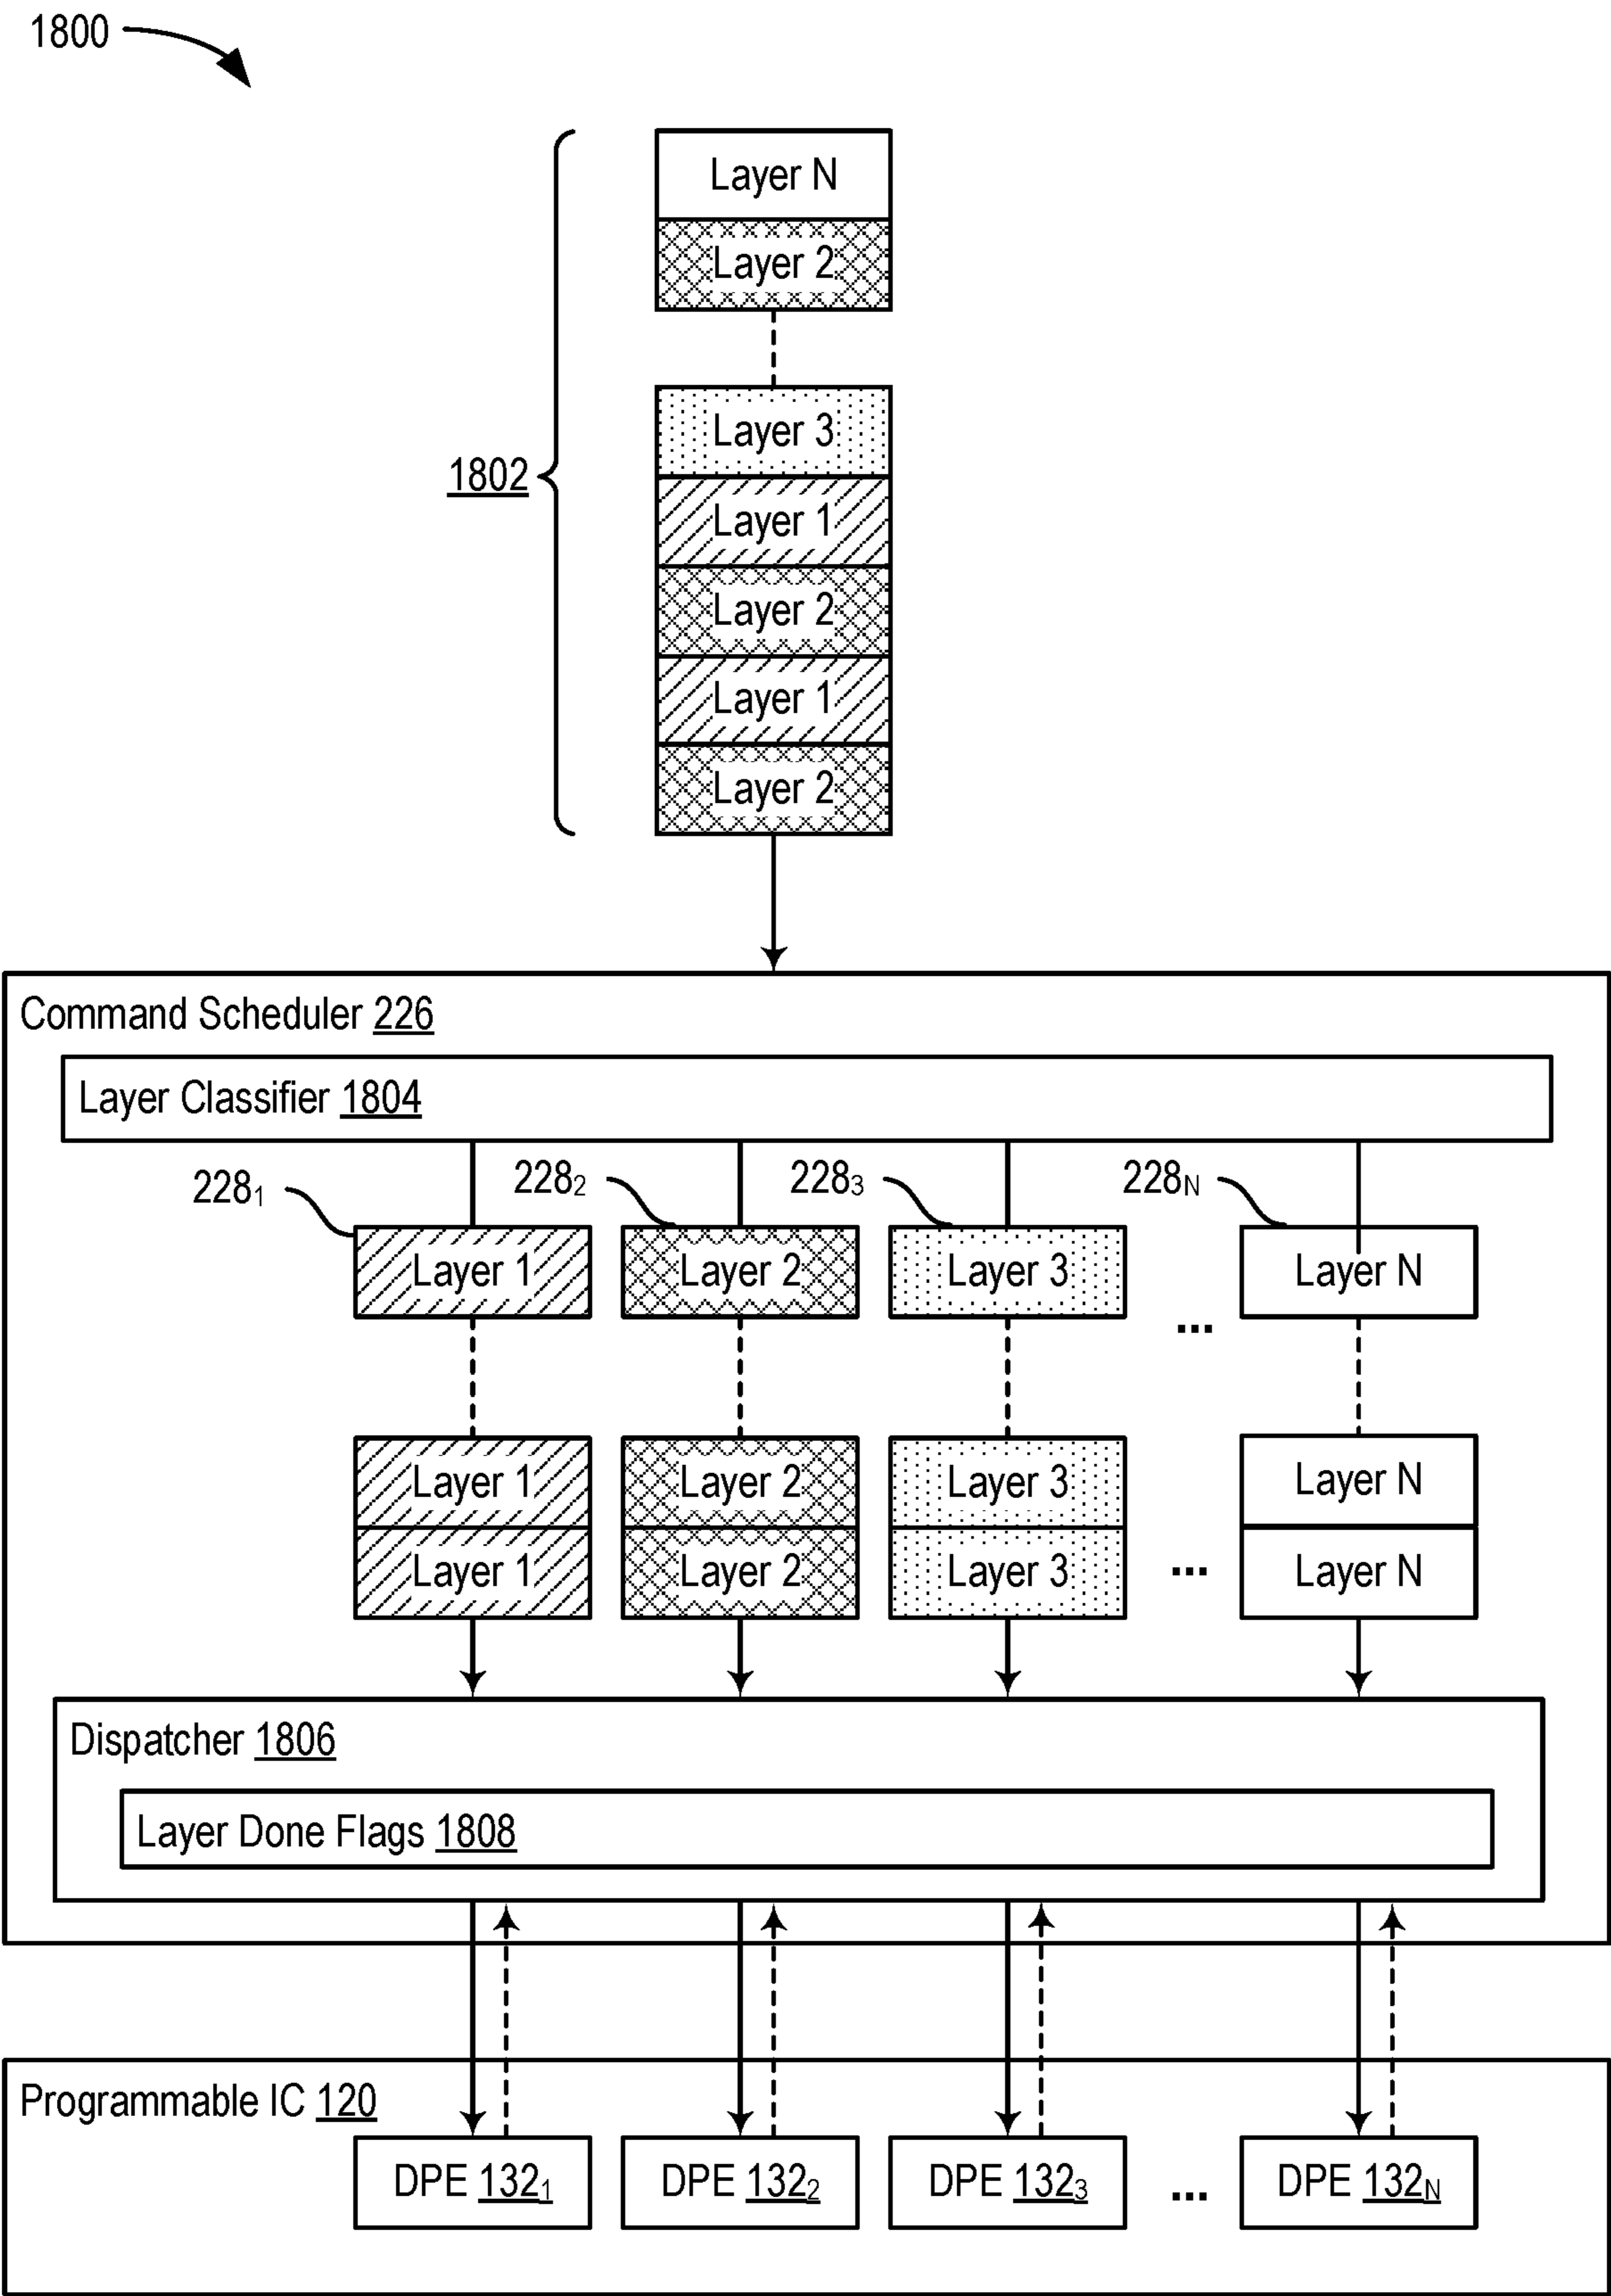 1800
Layer N
Layer 2
Layer 3
1802
Layer 1
Layer 2
Layer 1
Layer 2
Command Scheduler 226
Layer Classifier 1804
228₁ 228₂ 228₃ 228N
Layer 1 Layer 2 Layer 3 ... Layer N
Layer 1 Layer 2 Layer 3 Layer N
Layer 1 Layer 2 Layer 3 ... Layer N
Dispatcher 1806
Layer Done Flags 1808
Programmable IC 120
DPE 132₁ DPE 132₂ DPE 132₃ ... DPE 132N